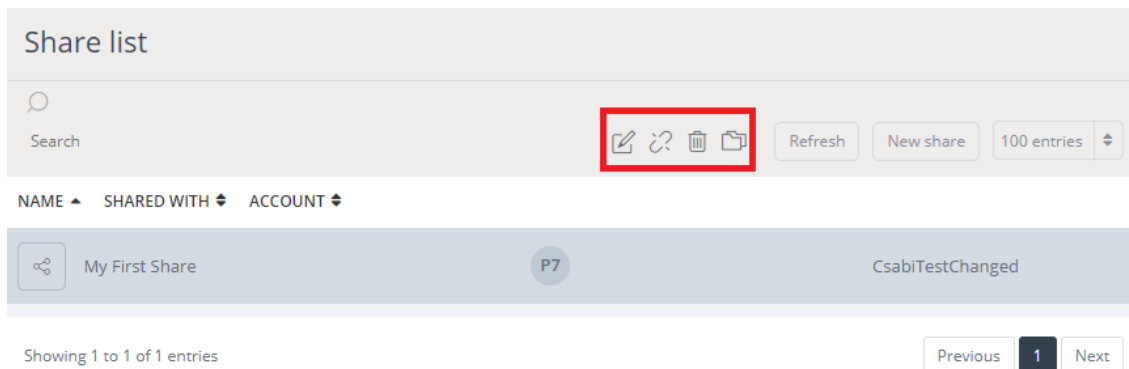 Share list
Search
Refresh New share 100 entries
NAME SHARED WITH ACCOUNT
My First Share P7 CsabiTestChanged
Showing 1 to 1 of 1 entries Previous 1 Next